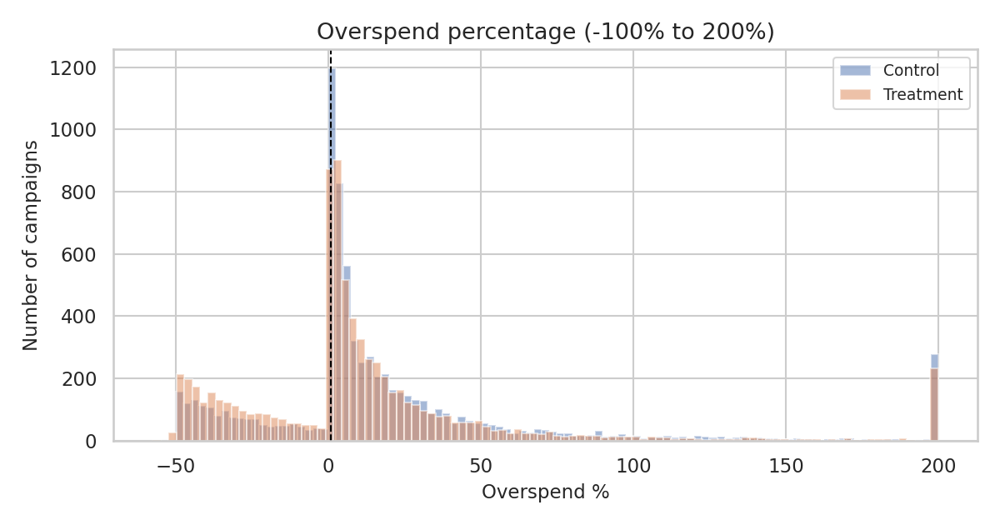 Overspend percentage (-100% to 200%)
Control
Treatment
Number of campaigns
1200
1000
800
600
400
200
0
−50
0
50
100
150
200
Overspend %